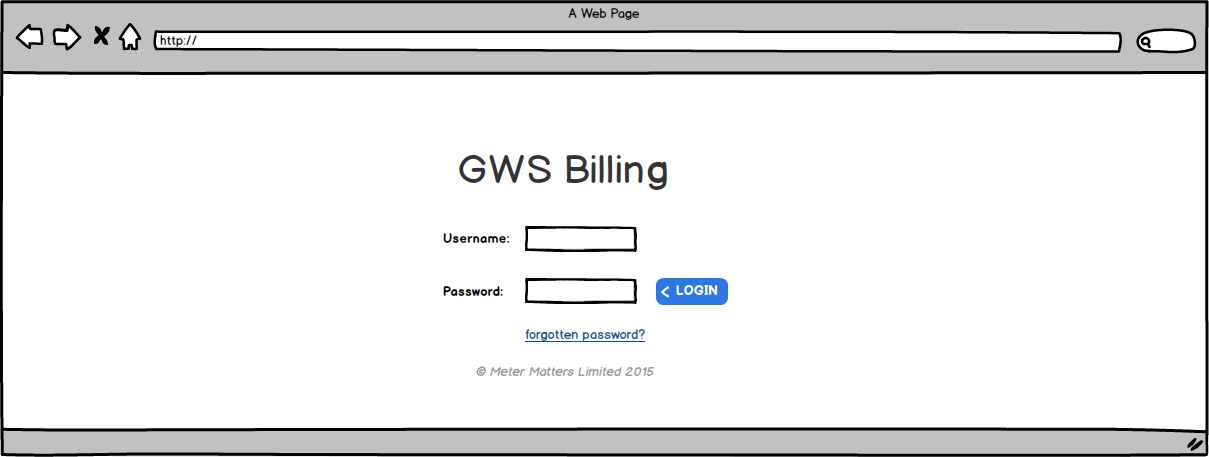 A Web Page
http://
GWS Billing
Username:
Password:
LOGIN
forgotten password?
© Meter Matters Limited 2015